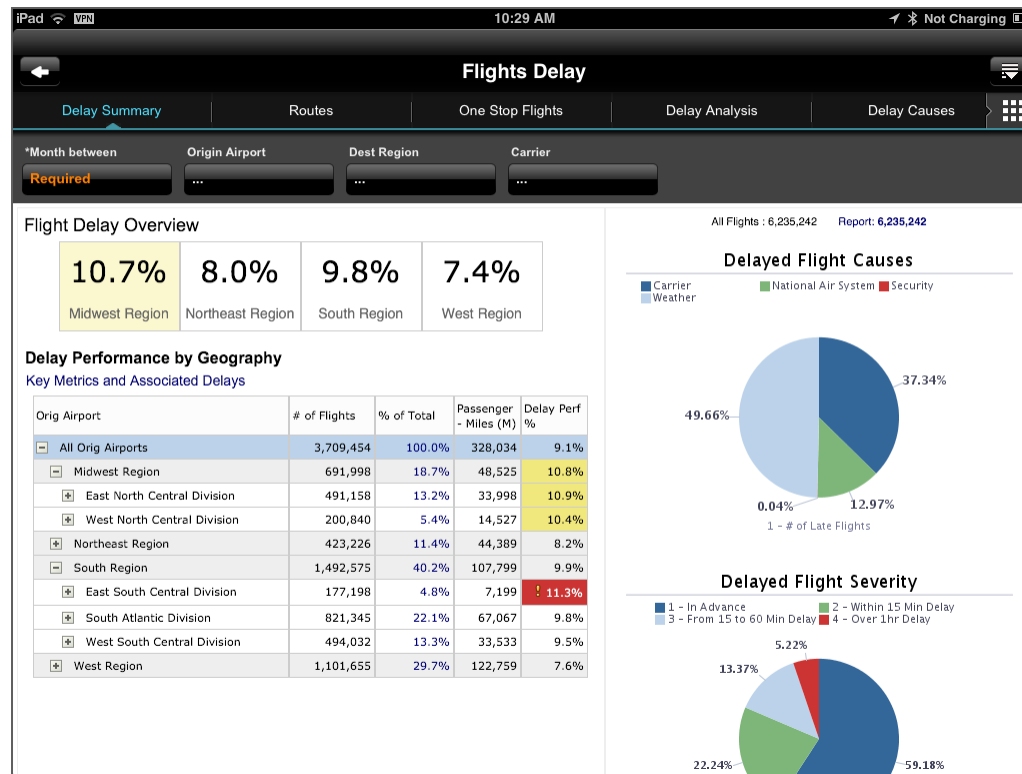 iPad VPN 10:29 AM Not Charging
Flights Delay
Delay Summary Routes One Stop Flights Delay Analysis Delay Causes
*Month between Origin Airport Dest Region Carrier
Required ... ... ...
Flight Delay Overview
10.7% 8.0% 9.8% 7.4%
Midwest Region Northeast Region South Region West Region
Delay Performance by Geography
Key Metrics and Associated Delays
Orig Airport # of Flights % of Total Passenger - Miles (M) Delay Perf %
All Orig Airports 3,709,454 100.0% 328,034 9.1%
Midwest Region 691,998 18.7% 48,525 10.8%
East North Central Division 491,158 13.2% 33,998 10.9%
West North Central Division 200,840 5.4% 14,527 10.4%
Northeast Region 423,226 11.4% 44,389 8.2%
South Region 1,492,575 40.2% 107,799 9.9%
East South Central Division 177,198 4.8% 7,199 ! 11.3%
South Atlantic Division 821,345 22.1% 67,067 9.8%
West South Central Division 494,032 13.3% 33,533 9.5%
West Region 1,101,655 29.7% 122,759 7.6%
All Flights : 6,235,242 Report: 6,235,242
Delayed Flight Causes
Carrier National Air System Security
Weather
37.34%
49.66%
0.04% 12.97%
1 - # of Late Flights
Delayed Flight Severity
1 - In Advance 2 - Within 15 Min Delay
3 - From 15 to 60 Min Delay 4 - Over 1hr Delay
5.22%
13.37%
22.24% 59.18%